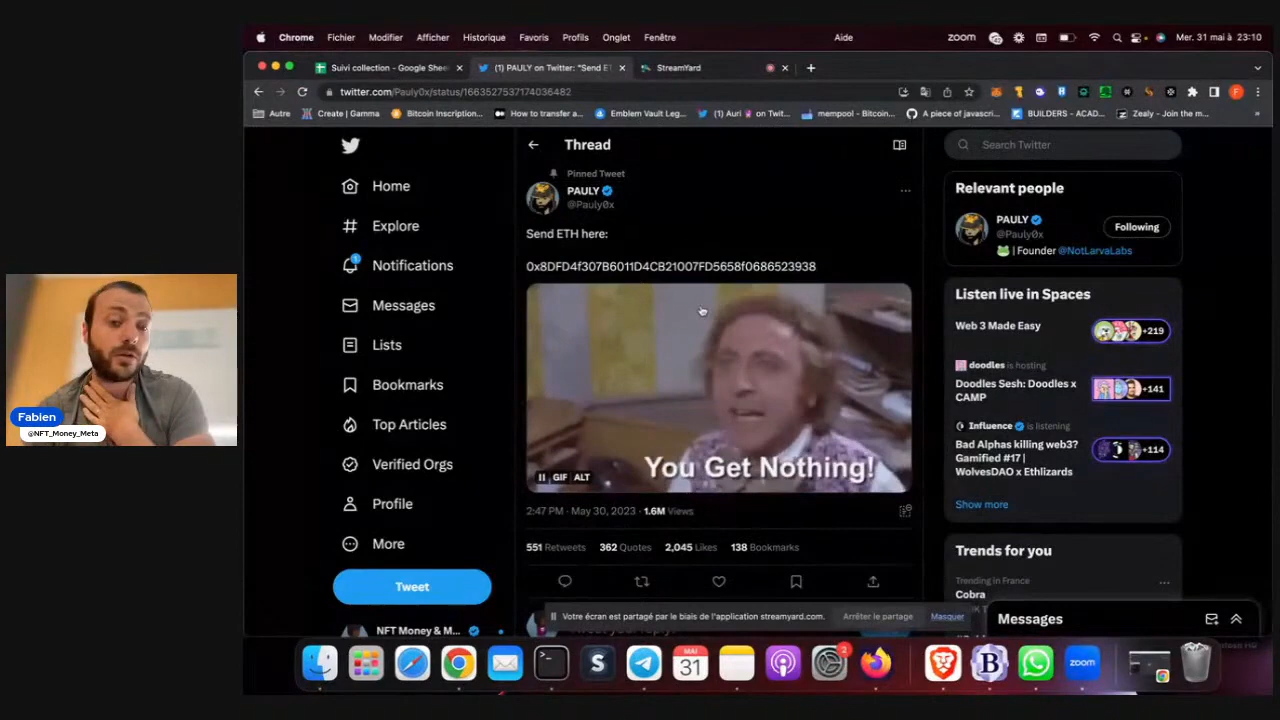 Chrome Fichier Modifier Afficher Historique Favoris Profils Onglet Fenêtre Aide zoom Mer. 31 mai à 23:10
Suivi collection - Google Shee (1) PAULY on Twitter: "Send E StreamYard
twitter.com/Pauly0x/status/1663527537174036482
Autre Create | Gamma Bitcoin Inscription... How to transfer a... Emblem Vault Leg... (1) Auri on Twit... mempool - Bitcoin... A piece of javascri... BUILDERS - ACAD... Zealy - Join the m...
Thread
Search Twitter
Home
Explore
Notifications
1
Messages
Lists
Bookmarks
Top Articles
Verified Orgs
Profile
More
Tweet
NFT Money & M...
Pinned Tweet
PAULY
@Pauly0x
Send ETH here:
0x8DFD4f307B6011D4CB21007FD5658f0686523938
You Get Nothing!
GIF ALT
2:47 PM · May 30, 2023 · 1.6M Views
551 Retweets 362 Quotes 2,045 Likes 138 Bookmarks
Votre écran est partagé par le biais de l'application streamyard.com. Arrêter le partage Masquer
Relevant people
PAULY
@Pauly0x
Following
| Founder @NotLarvaLabs
Listen live in Spaces
Web 3 Made Easy
+219
doodles is hosting
Doodles Sesh: Doodles x
CAMP
+141
Influence is listening
Bad Alphas killing web3?
Gamified #17 |
WolvesDAO x Ethlizards
+114
Show more
Trends for you
Trending in France
Cobra
Messages
Fabien
@NFT_Money_Meta
MAI
31
2
zoom